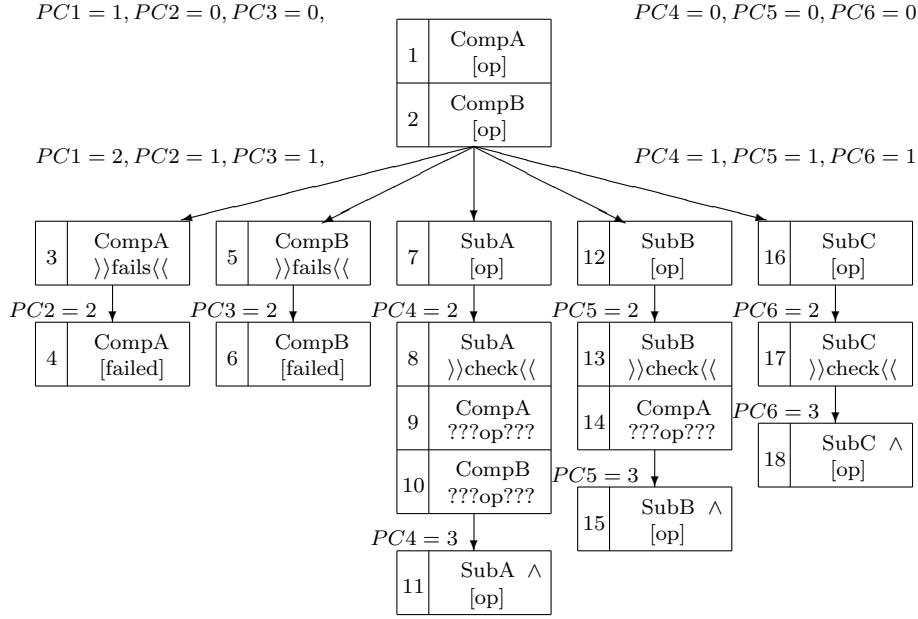 PC1 = 1, PC2 = 0, PC3 = 0,
PC4 = 0, PC5 = 0, PC6 = 0
1 CompA
[op]
2 CompB
[op]
PC1 = 2, PC2 = 1, PC3 = 1,
PC4 = 1, PC5 = 1, PC6 = 1
3 CompA
⟩⟩fails⟨⟨
5 CompB
⟩⟩fails⟨⟨
7 SubA
[op]
12 SubB
[op]
16 SubC
[op]
PC2 = 2
PC3 = 2
PC4 = 2
PC5 = 2
PC6 = 2
4 CompA
[failed]
6 CompB
[failed]
8 SubA
⟩⟩check⟨⟨
9 CompA
???op???
10 CompB
???op???
13 SubB
⟩⟩check⟨⟨
14 CompA
???op???
17 SubC
⟩⟩check⟨⟨
PC6 = 3
18 SubC ∧
[op]
PC5 = 3
15 SubB ∧
[op]
PC4 = 3
11 SubA ∧
[op]